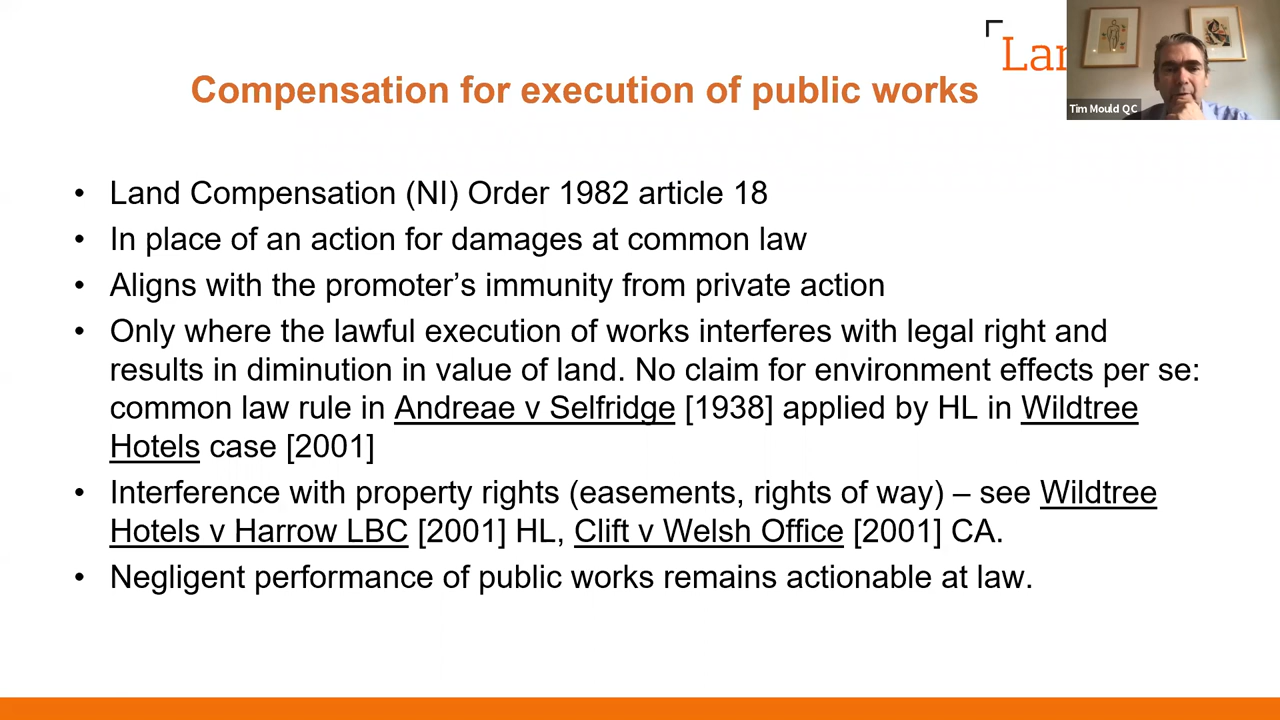 Compensation for execution of public works
Tim Mould QC
• Land Compensation (NI) Order 1982 article 18
• In place of an action for damages at common law
• Aligns with the promoter’s immunity from private action
• Only where the lawful execution of works interferes with legal right and
results in diminution in value of land. No claim for environment effects per se:
common law rule in Andreae v Selfridge [1938] applied by HL in Wildtree
Hotels case [2001]
• Interference with property rights (easements, rights of way) – see Wildtree
Hotels v Harrow LBC [2001] HL, Clift v Welsh Office [2001] CA.
• Negligent performance of public works remains actionable at law.